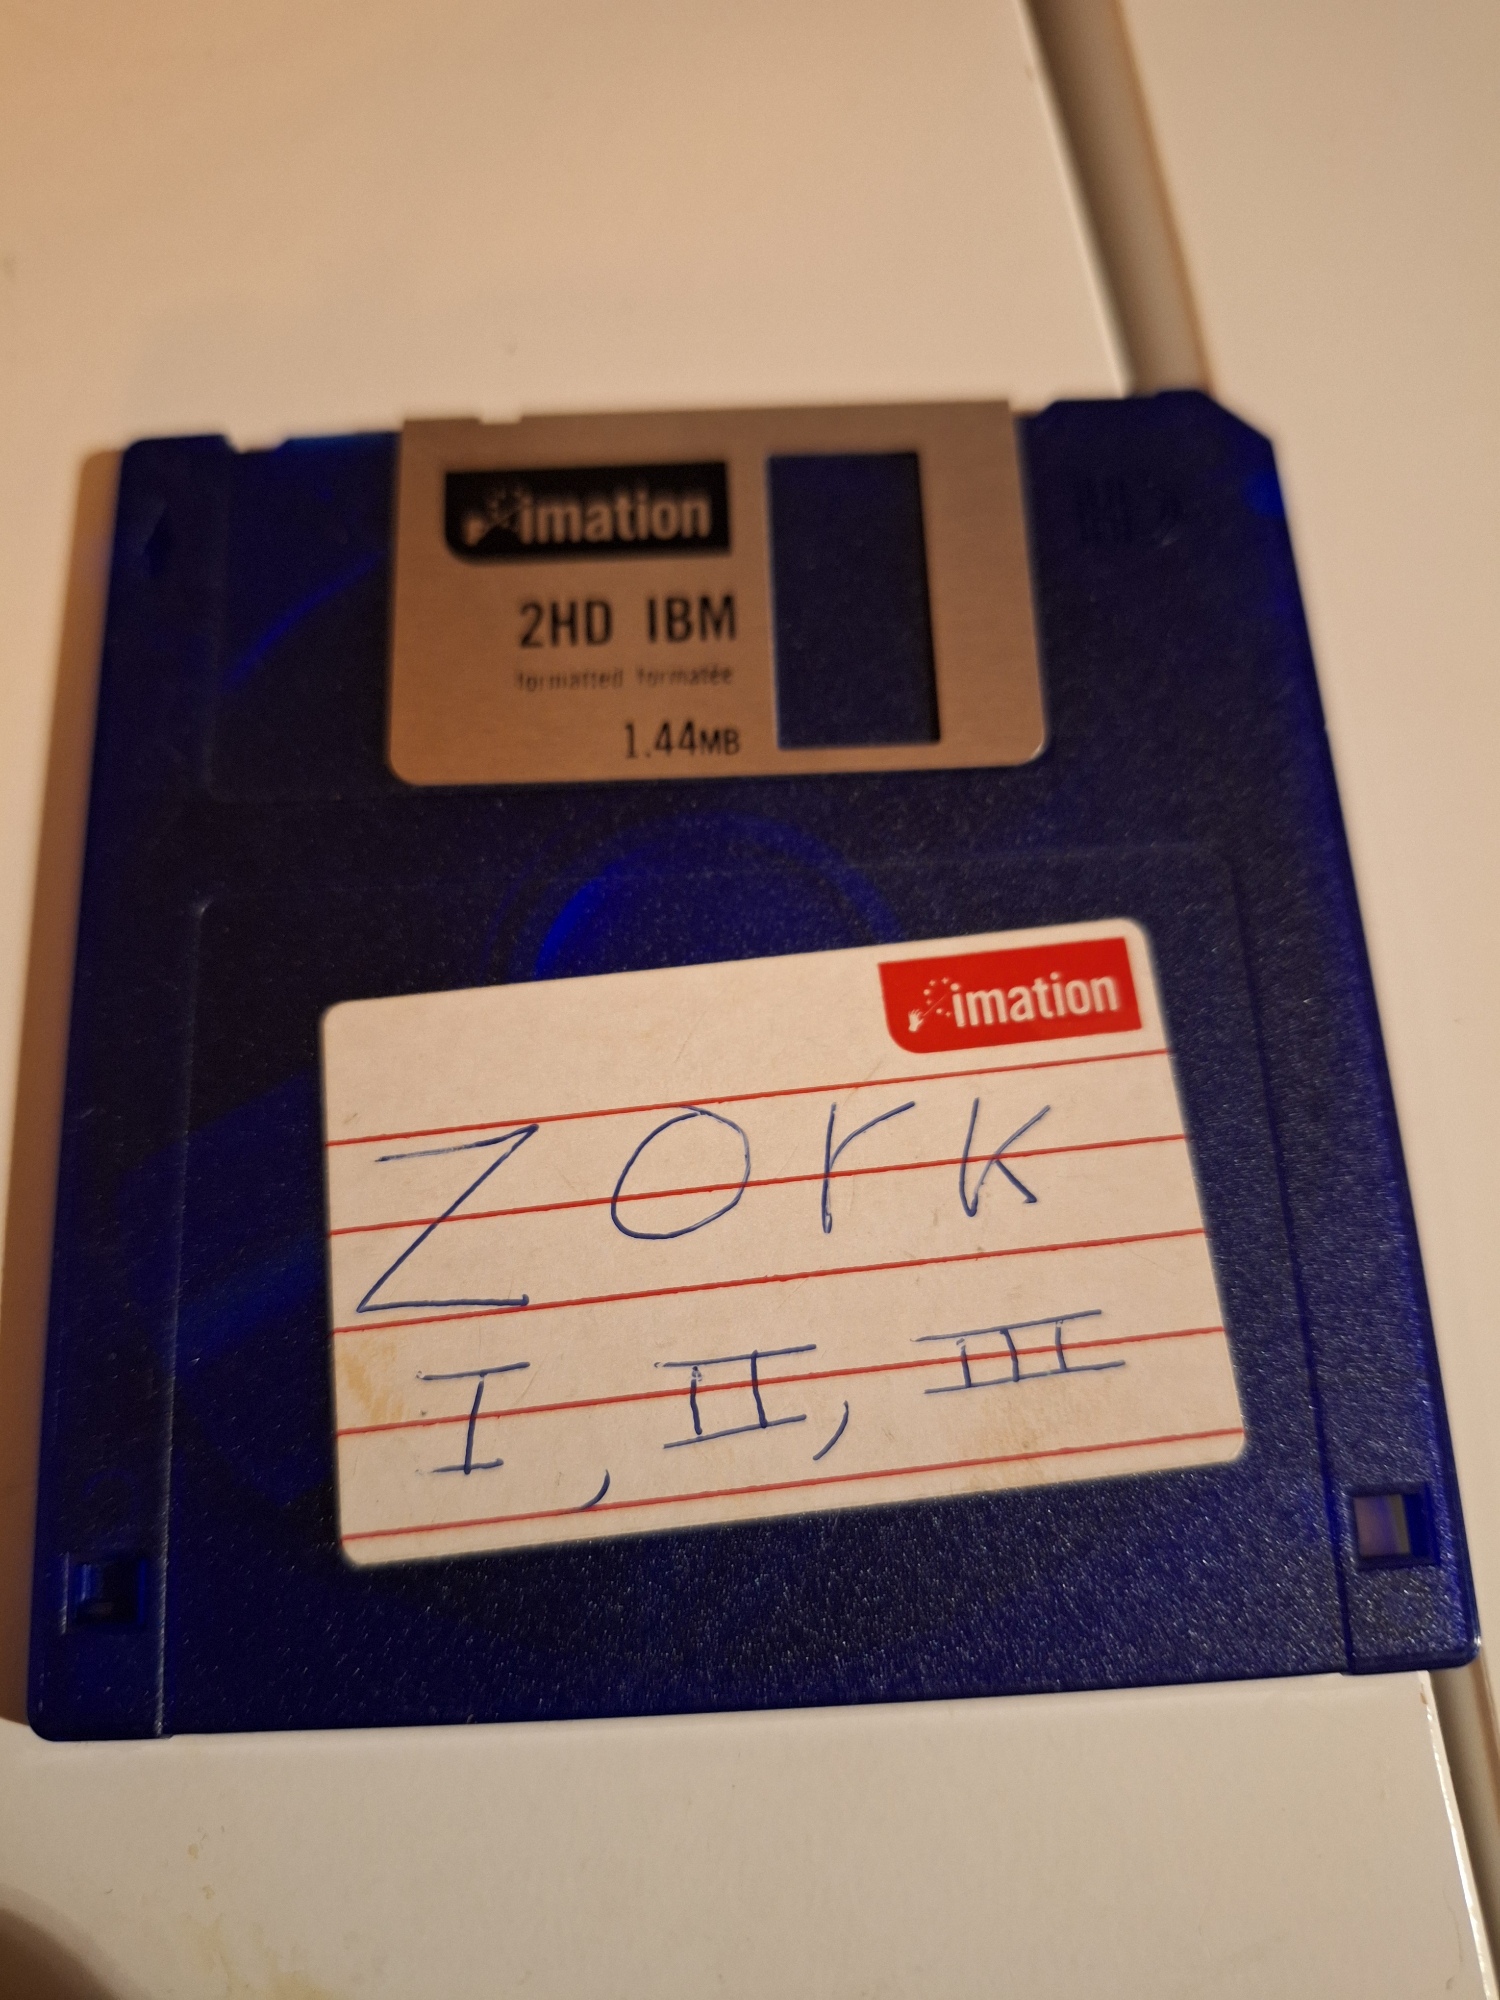 imation
2HD IBM
formatted formatée
1.44MB
imation
Zork
I, II, III